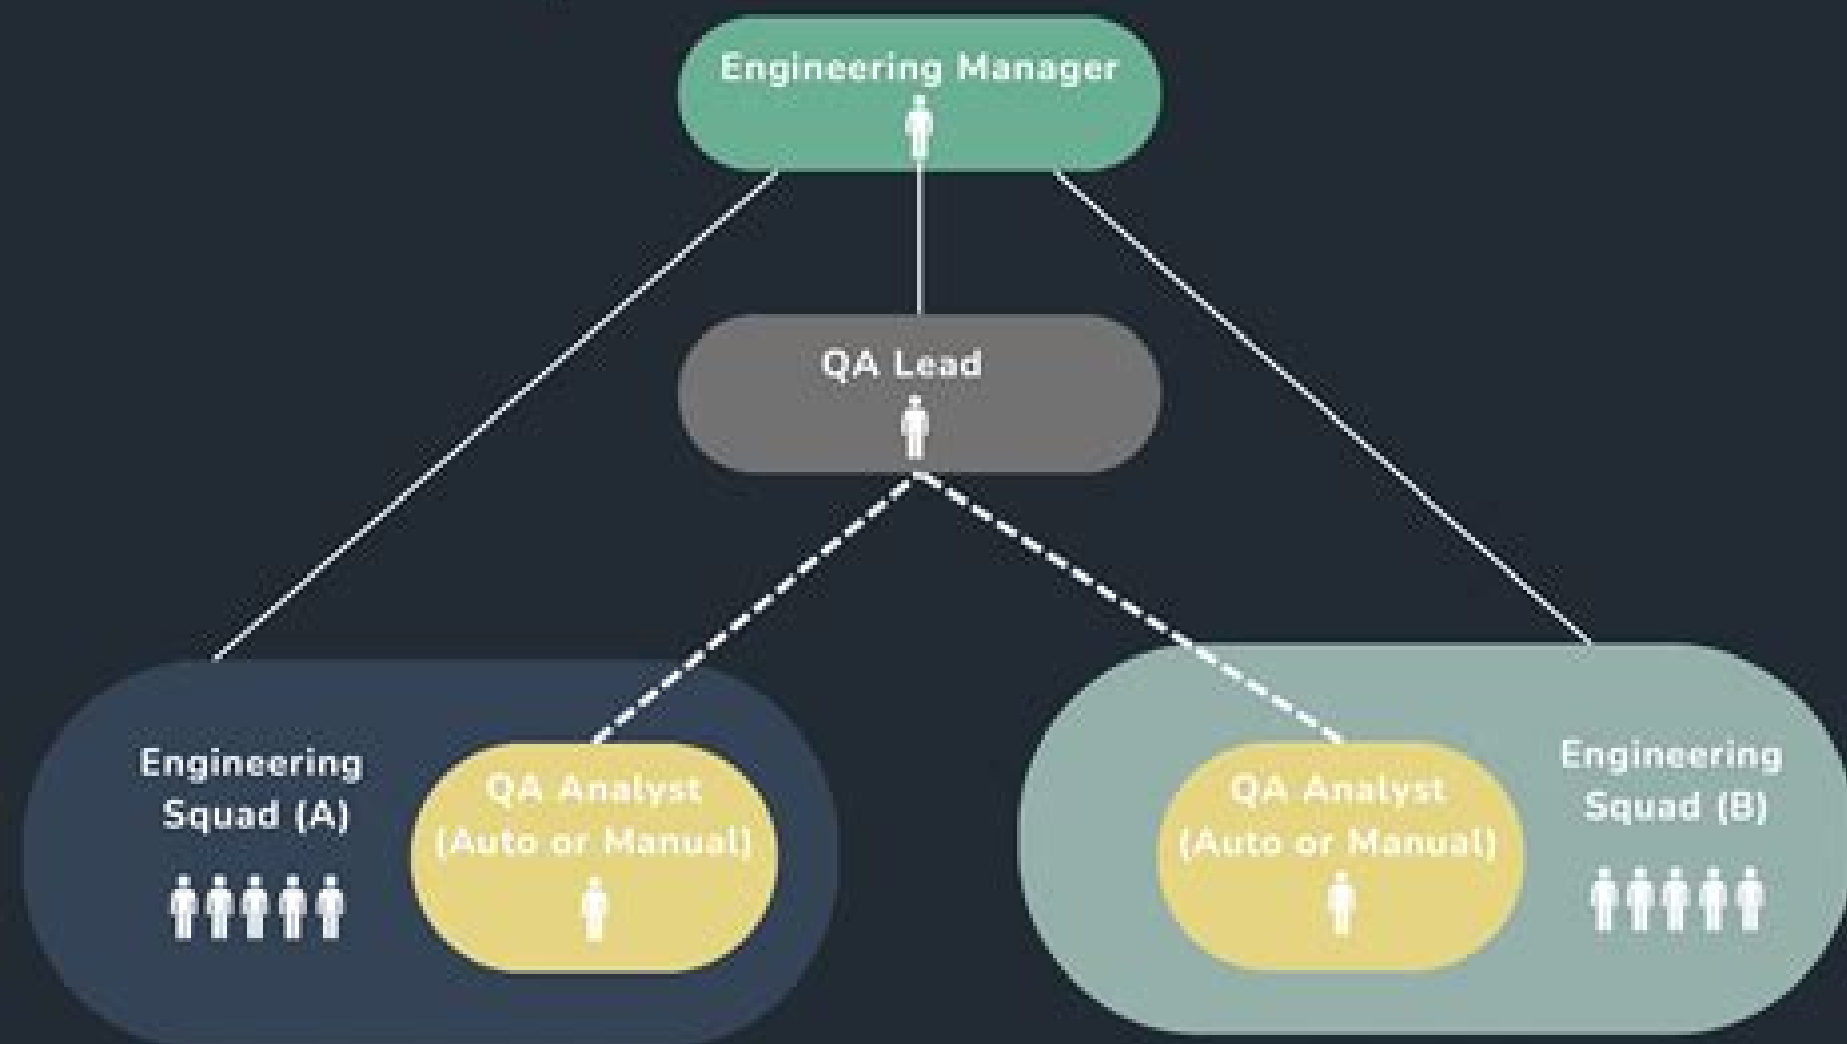 Engineering Manager
QA Lead
Engineering
Squad (A)
QA Analyst
(Auto or Manual)
QA Analyst
(Auto or Manual)
Engineering
Squad (B)